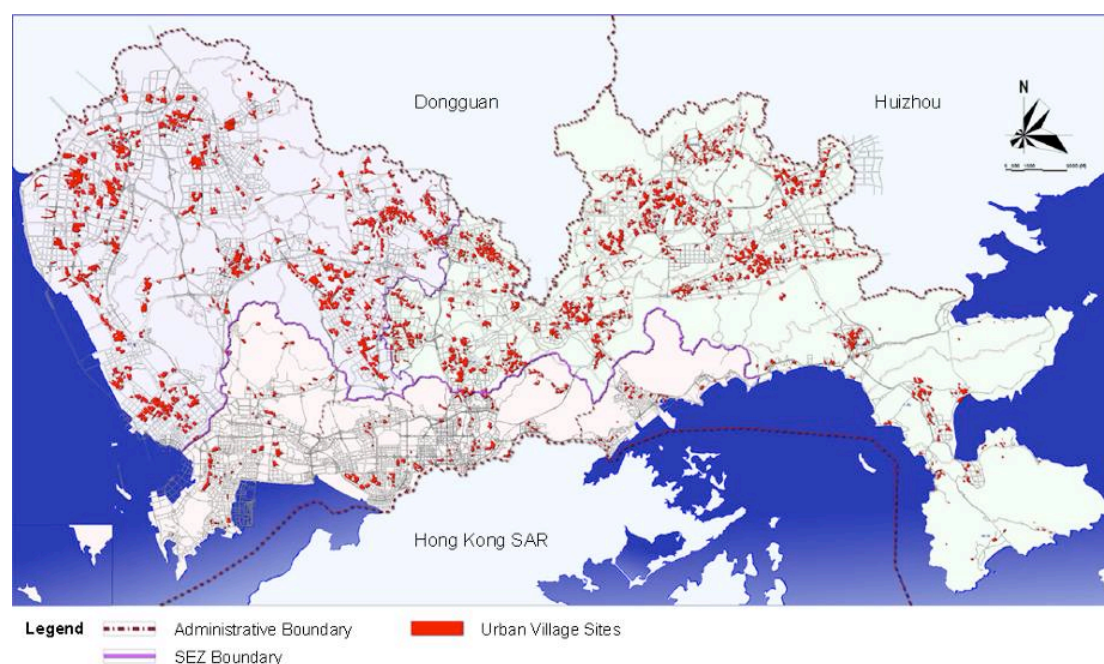 Dongguan
Huizhou
N
Hong Kong SAR
Legend
Administrative Boundary
Urban Village Sites
SEZ Boundary